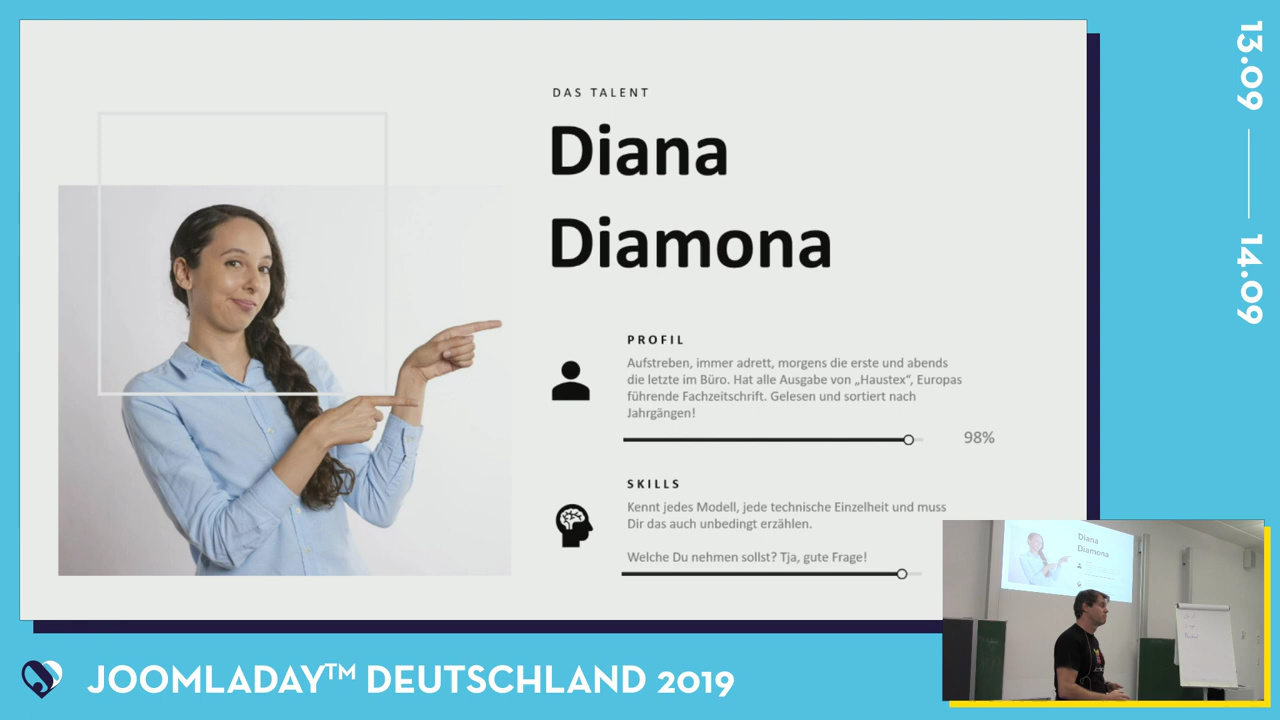 DAS TALENT
Diana
Diamona
PROFIL
Aufstreben, immer adrett, morgens die erste und abends
die letzte im Büro. Hat alle Ausgabe von „Haustex“, Europas
führende Fachzeitschrift. Gelesen und sortiert nach
Jahrgängen!
98%
SKILLS
Kennt jedes Modell, jede technische Einzelheit und muss
Dir das auch unbedingt erzählen.
Welche Du nehmen sollst? Tja, gute Frage!
13.09
14.09
Diana
Diamona
JOOMLADAY™ DEUTSCHLAND 2019